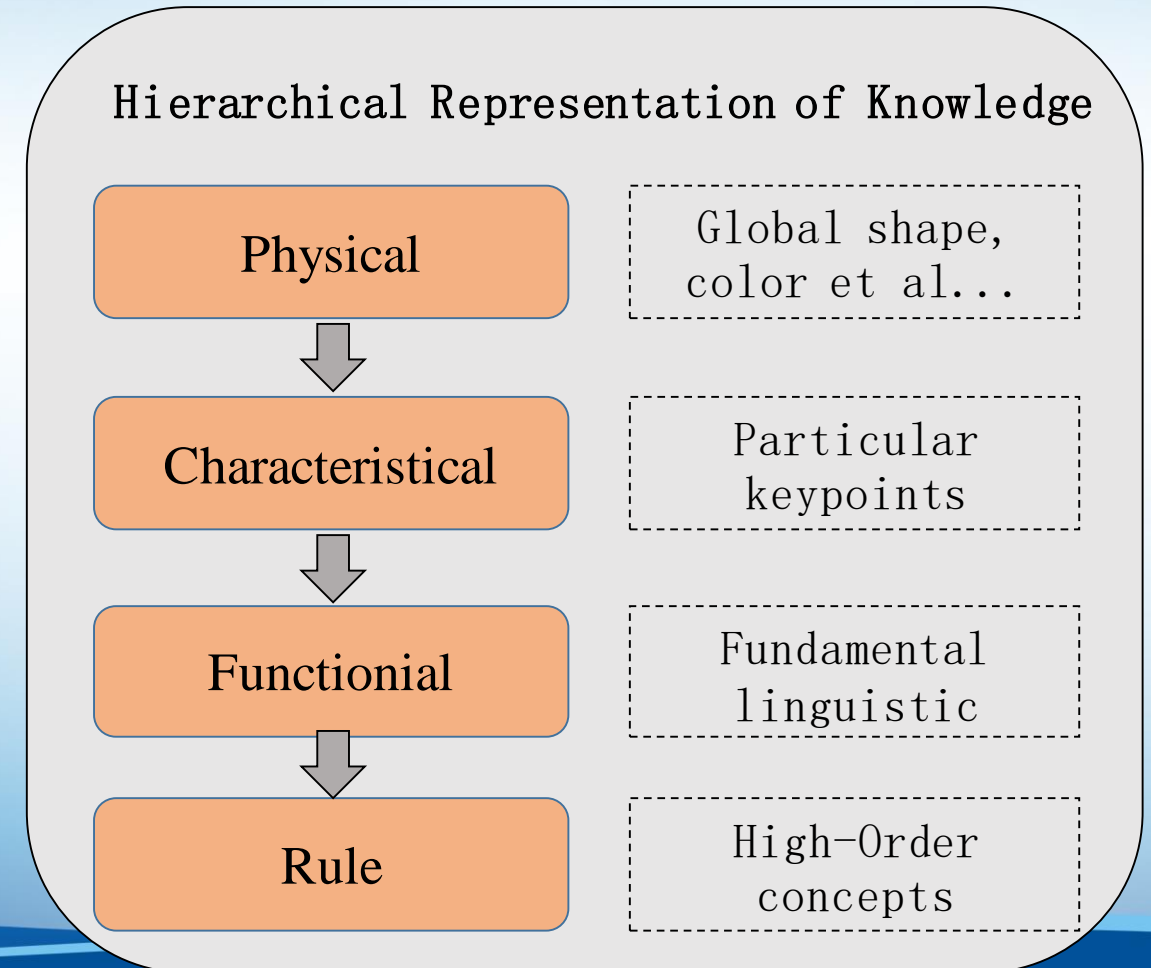 Hierarchical Representation of Knowledge
Physical
Global shape,
color et al...
Characteristical
Particular
keypoints
Functionial
Fundamental
linguistic
Rule
High-Order
concepts